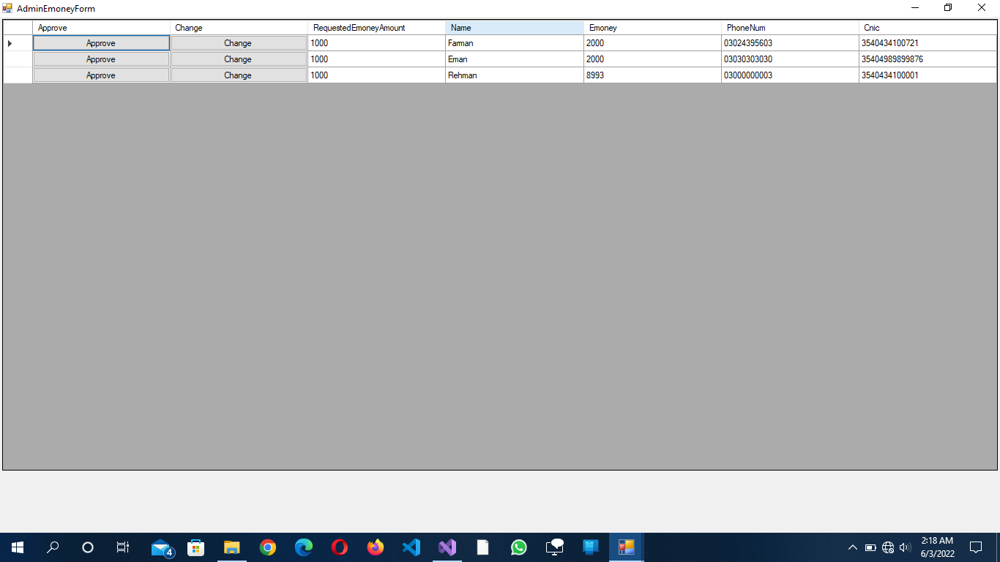 AdminEmoneyForm
Approve Change RequestedEmoneyAmount Name Emoney PhoneNum Cnic
Approve Change 1000 Farman 2000 03024395603 3540434100721
Approve Change 1000 Eman 2000 03030303030 35404989899876
Approve Change 1000 Rehman 8993 03000000003 3540434100001
4
2:18 AM
6/3/2022